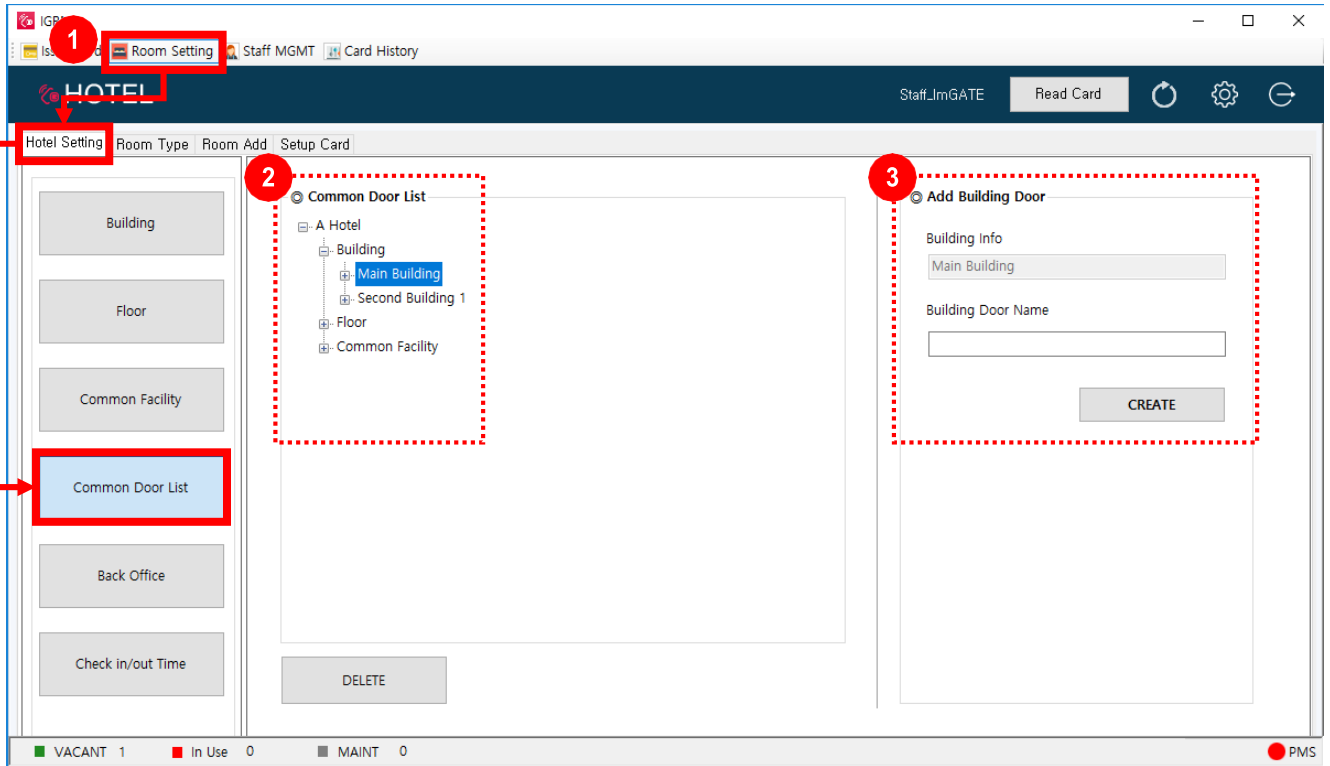 IGR
1
Iss d Room Setting Staff MGMT Card History
HOTEL
Staff_ImGATE Read Card
Hotel Setting Room Type Room Add Setup Card
2
3
Building
Floor
Common Facility
Common Door List
Back Office
Check in/out Time
Common Door List
A Hotel
Building
Main Building
Second Building 1
Floor
Common Facility
DELETE
Add Building Door
Building Info
Main Building
Building Door Name
CREATE
VACANT 1 In Use 0 MAINT 0 PMS